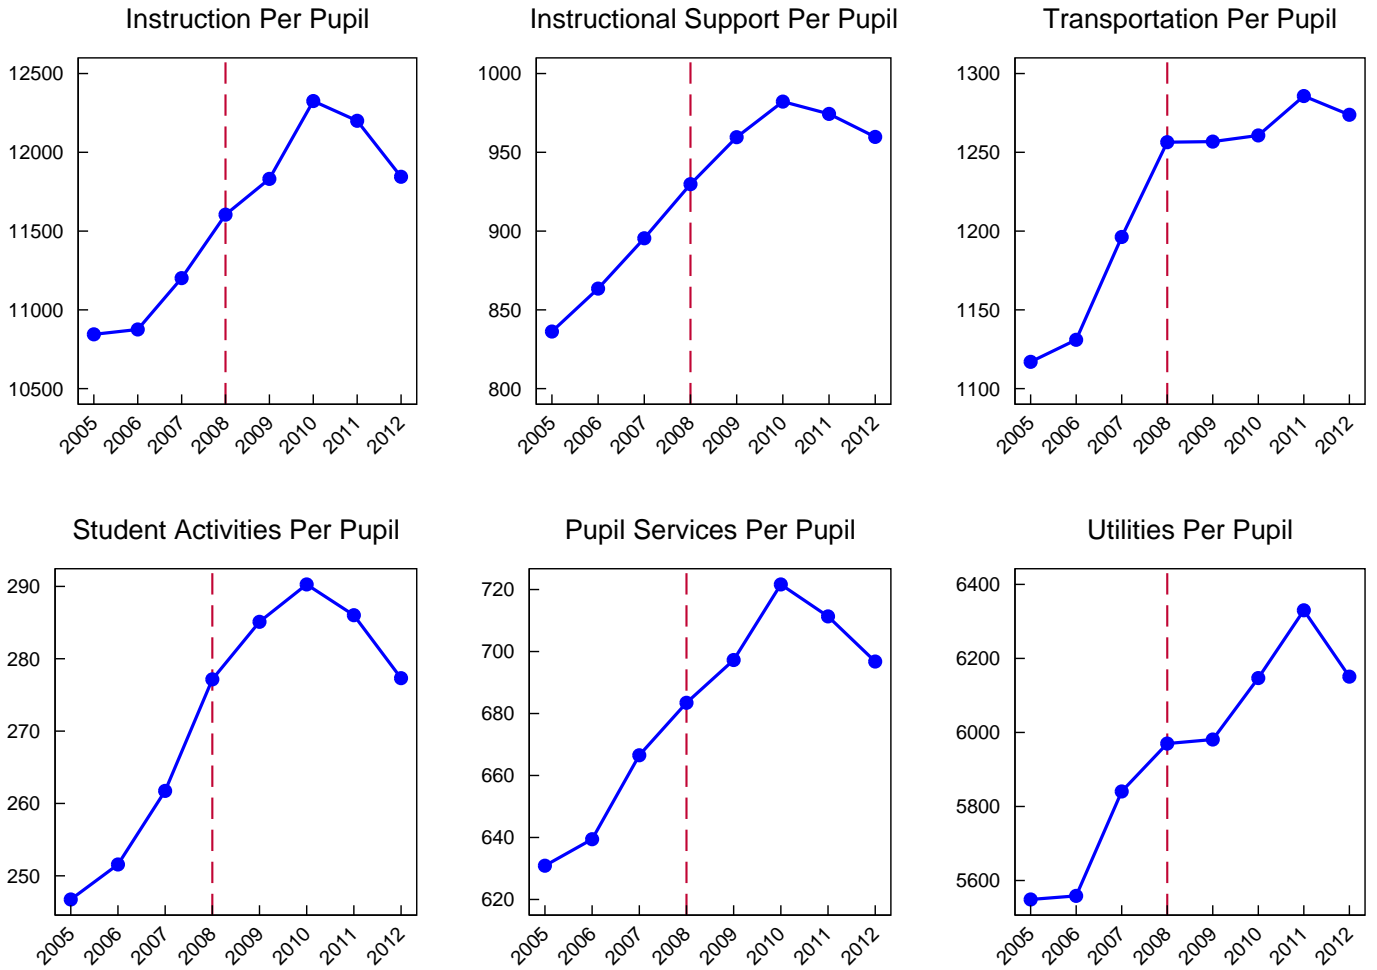 Instruction Per Pupil
12500
12000
11500
11000
10500
2005 2006 2007 2008 2009 2010 2011 2012
Instructional Support Per Pupil
1000
950
900
850
800
2005 2006 2007 2008 2009 2010 2011 2012
Transportation Per Pupil
1300
1250
1200
1150
1100
2005 2006 2007 2008 2009 2010 2011 2012
Student Activities Per Pupil
290
280
270
260
250
2005 2006 2007 2008 2009 2010 2011 2012
Pupil Services Per Pupil
720
700
680
660
640
620
2005 2006 2007 2008 2009 2010 2011 2012
Utilities Per Pupil
6400
6200
6000
5800
5600
2005 2006 2007 2008 2009 2010 2011 2012